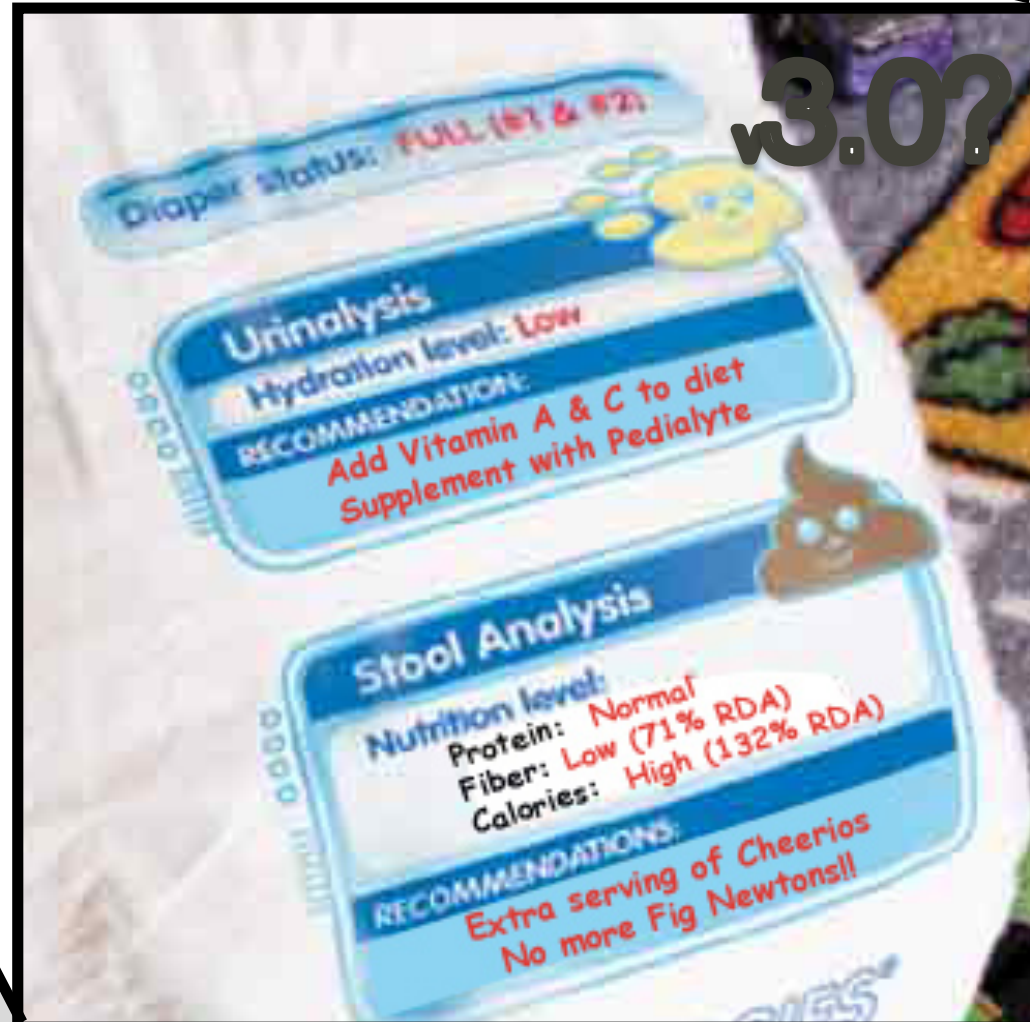 v3.0?
Diaper status: FULL (#1 & #2)
Urinalysis
Hydration level: Low
RECOMMENDATION:
Add Vitamin A & C to diet
Supplement with Pedialyte
Stool Analysis
Nutrition level:
Protein: Normal
Fiber: Low (71% RDA)
Calories: High (132% RDA)
RECOMMENDATIONS:
Extra serving of Cheerios
No more Fig Newtons!!